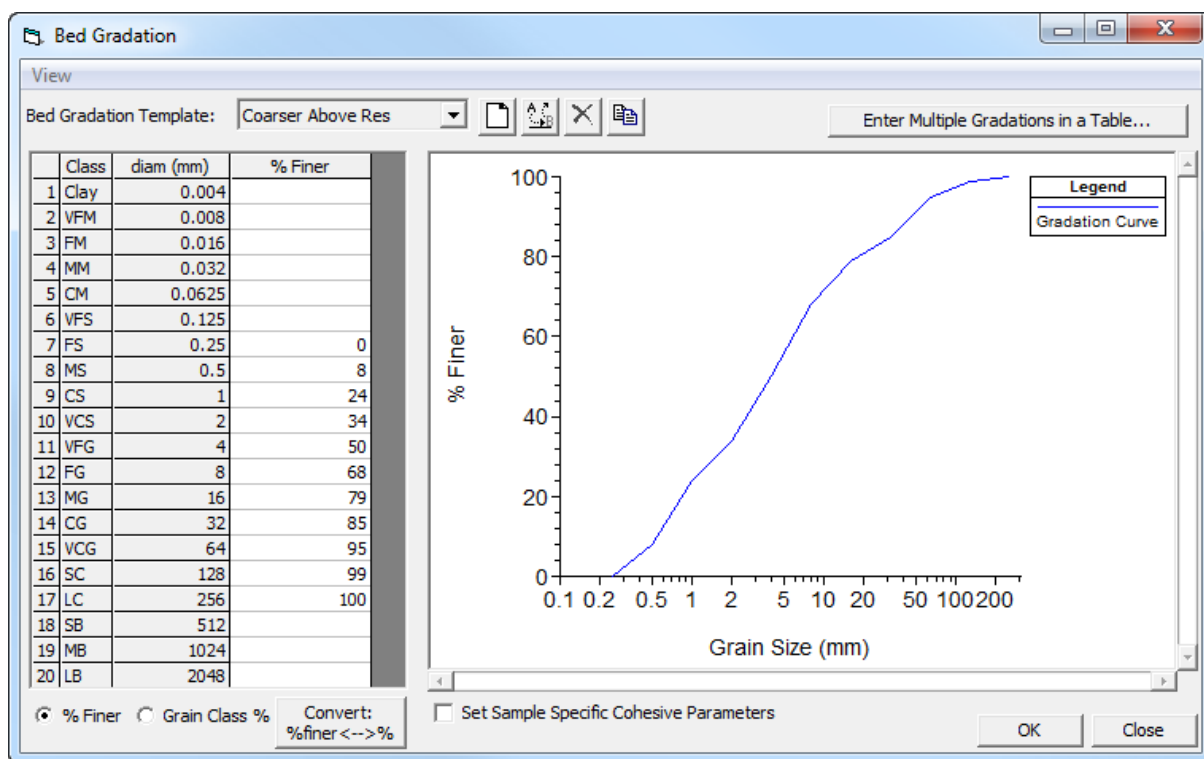 Bed Gradation
View
Bed Gradation Template: Coarser Above Res Enter Multiple Gradations in a Table...
Class diam (mm) % Finer
1 Clay 0.004
2 VFM 0.008
3 FM 0.016
4 MM 0.032
5 CM 0.0625
6 VFS 0.125
7 FS 0.25 0
8 MS 0.5 8
9 CS 1 24
10 VCS 2 34
11 VFG 4 50
12 FG 8 68
13 MG 16 79
14 CG 32 85
15 VCG 64 95
16 SC 128 99
17 LC 256 100
18 SB 512
19 MB 1024
20 LB 2048
% Finer Grain Class % Convert:
%finer<-->%
100
80
60
40
20
0
% Finer
0.1 0.2 0.5 1 2 5 10 20 50 100 200
Grain Size (mm)
Legend
Gradation Curve
Set Sample Specific Cohesive Parameters
OK Close